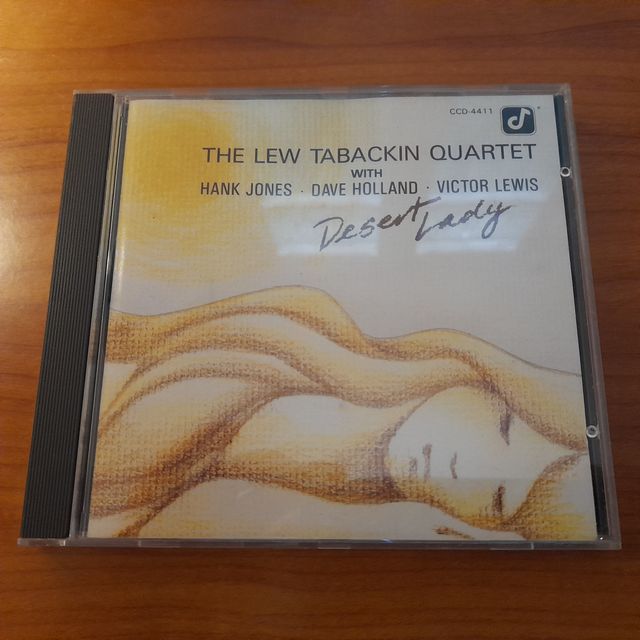 CCD-4411
THE LEW TABACKIN QUARTET
WITH
HANK JONES · DAVE HOLLAND · VICTOR LEWIS
Desert Lady